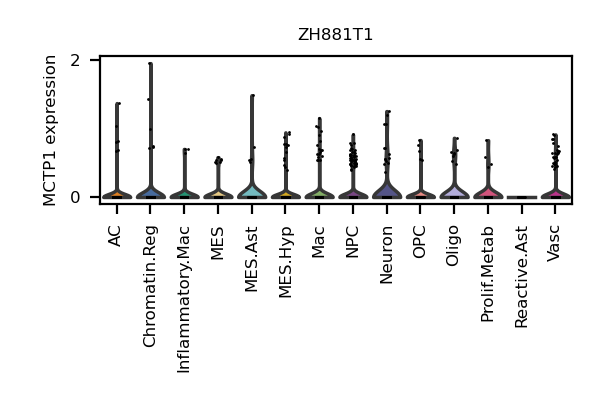 ZH881T1
MCTP1 expression
2
0
AC
Chromatin.Reg
Inflammatory.Mac
MES
MES.Ast
MES.Hyp
Mac
NPC
Neuron
OPC
Oligo
Prolif.Metab
Reactive.Ast
Vasc